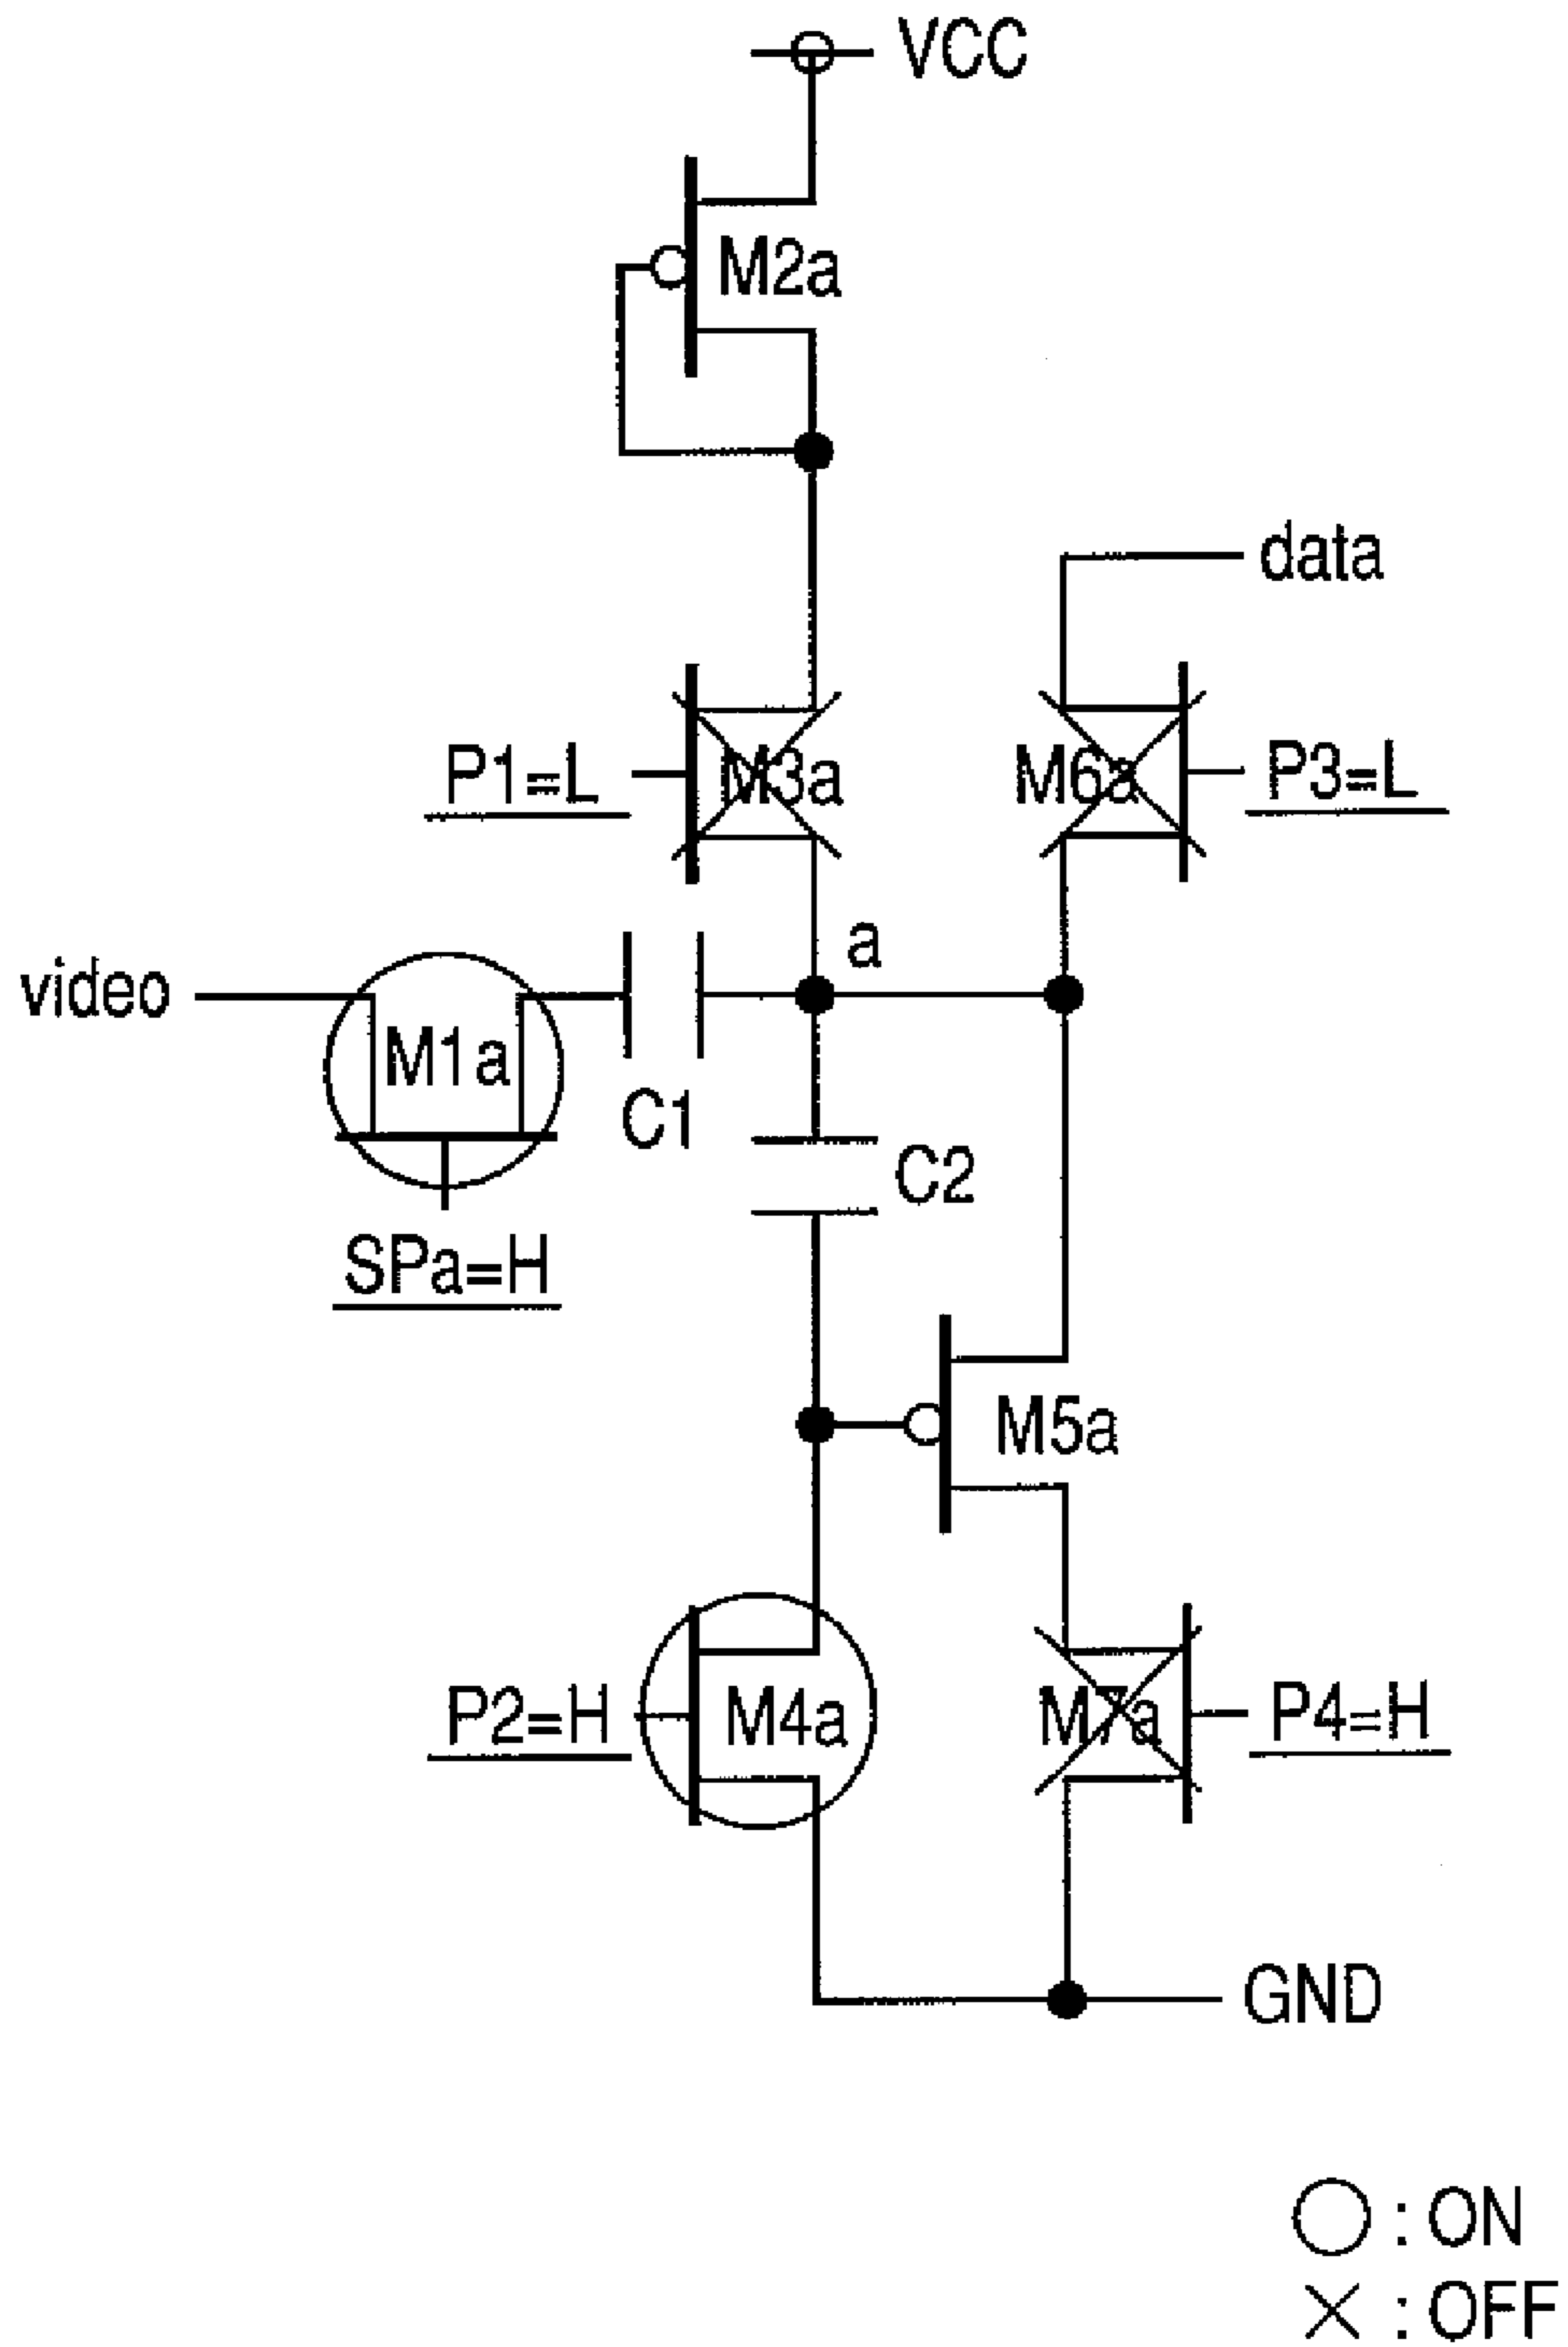 VCC
M2a
data
P1=L
M3a
M6a
P3=L
a
video
M1a
C1
C2
SPa=H
M5a
P2=H
M4a
M7a
P4=H
GND
: ON
: OFF